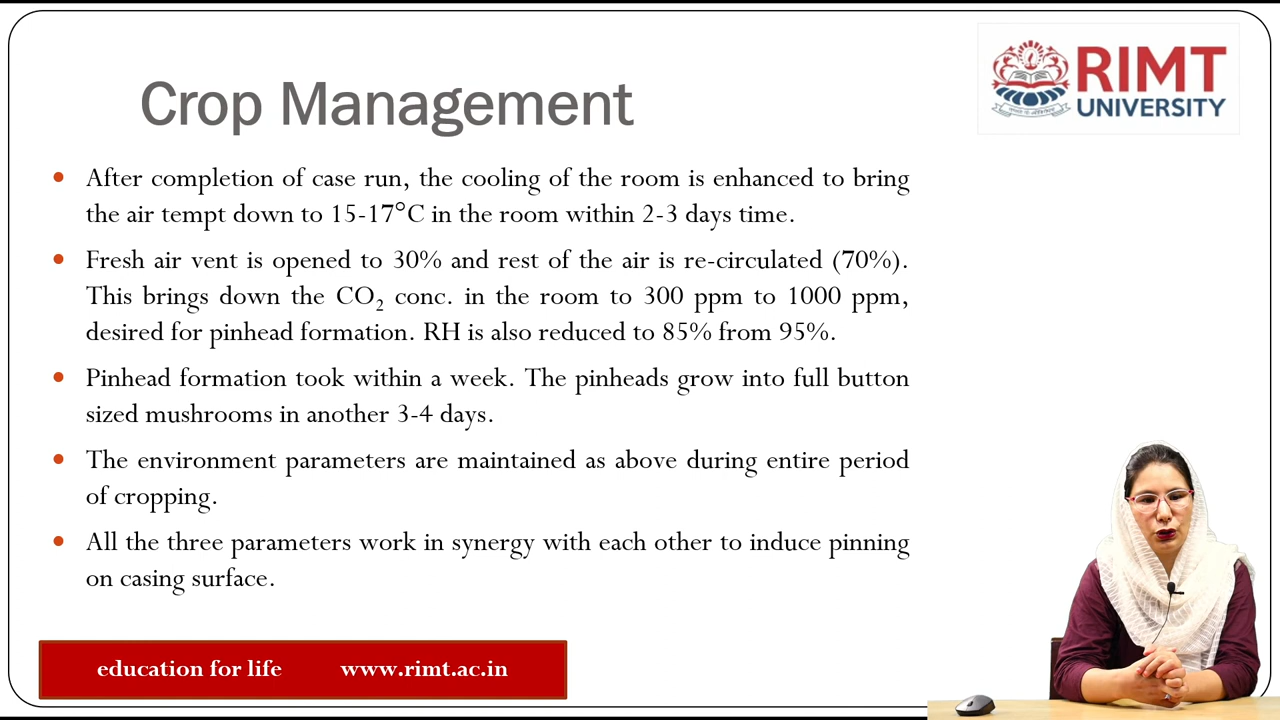 Crop Management
RIMT
UNIVERSITY
• After completion of case run, the cooling of the room is enhanced to bring
the air tempt down to 15-17°C in the room within 2-3 days time.
• Fresh air vent is opened to 30% and rest of the air is re-circulated (70%).
This brings down the CO₂ conc. in the room to 300 ppm to 1000 ppm,
desired for pinhead formation. RH is also reduced to 85% from 95%.
• Pinhead formation took within a week. The pinheads grow into full button
sized mushrooms in another 3-4 days.
• The environment parameters are maintained as above during entire period
of cropping.
• All the three parameters work in synergy with each other to induce pinning
on casing surface.
education for life www.rimt.ac.in